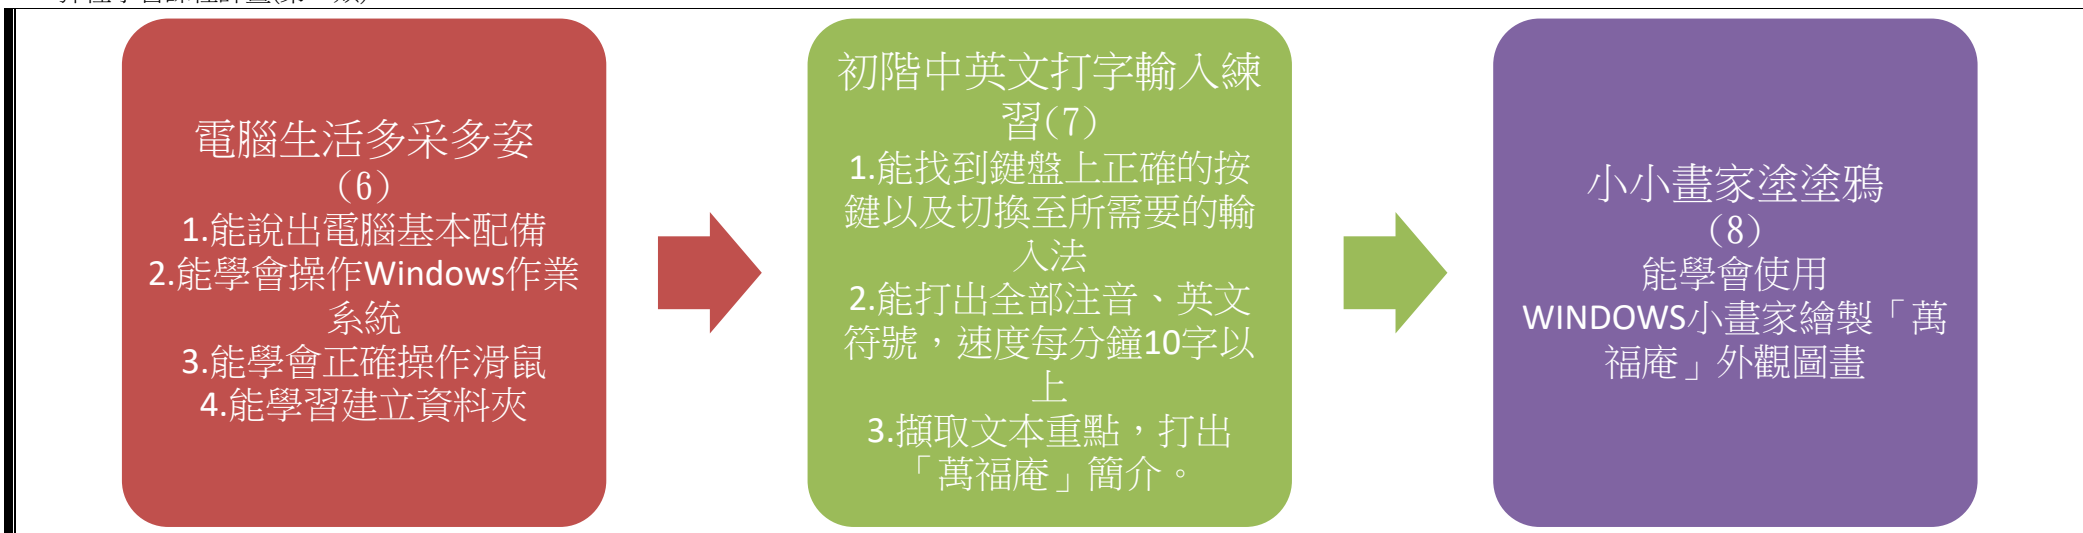 電腦生活多采多姿
(6)
1.能說出電腦基本配備
2.能學會操作Windows作業
系統
3.能學會正確操作滑鼠
4.能學習建立資料夾
初階中英文打字輸入練
習(7)
1.能找到鍵盤上正確的按
鍵以及切換至所需要的輸
入法
2.能打出全部注音、英文
符號，速度每分鐘10字以
上
3.擷取文本重點，打出
「萬福庵」簡介。
小小畫家塗塗鴉
(8)
能學會使用
WINDOWS小畫家繪製「萬
福庵」外觀圖畫